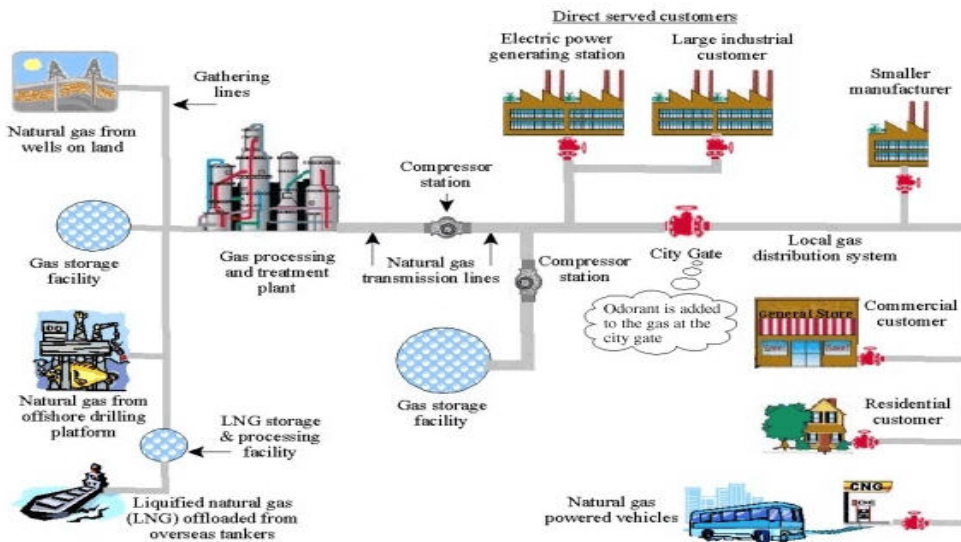 Direct served customers
Electric power
generating station
Large industrial
customer
Smaller
manufacturer
Gathering
lines
Natural gas from
wells on land
Compressor
station
Gas storage
facility
Gas processing
and treatment
plant
Natural gas
transmission lines
Compressor
station
City Gate
Local gas
distribution system
Odorant is added
to the gas at the
city gate
General Store
Commercial
customer
Natural gas from
offshore drilling
platform
LNG storage
& processing
facility
Gas storage
facility
Residential
customer
Liquified natural gas
(LNG) offloaded from
overseas tankers
Natural gas
powered vehicles
CNG